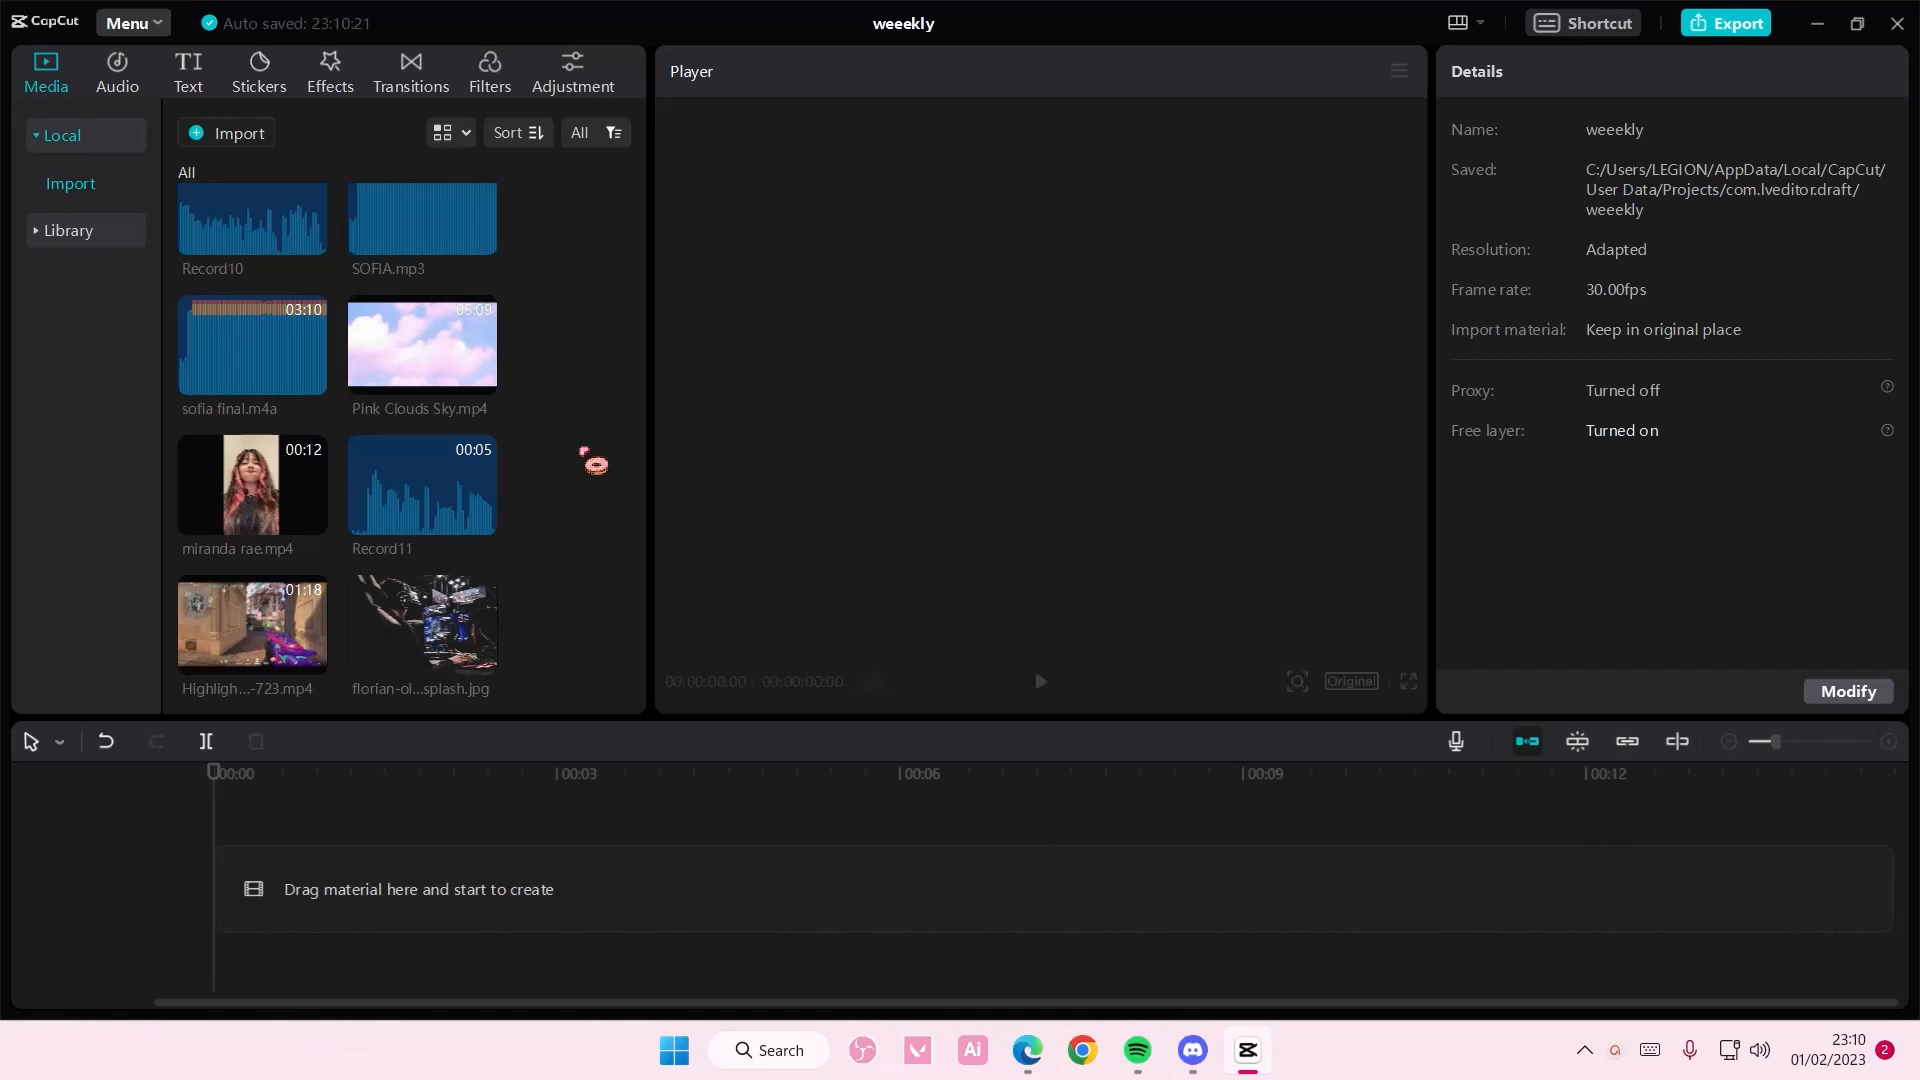 CapCut
Menu
Auto saved: 23:10:21
weeekly
Shortcut
Export
Media
Audio
TI
Text
Stickers
Effects
Transitions
Filters
Adjustment
Player
Details
Local
Import
Library
Import
Sort
All
All
Record10
SOFIA.mp3
03:10
05:09
sofia final.m4a
Pink Clouds Sky.mp4
00:12
00:05
miranda rae.mp4
Record11
01:18
Highligh...-723.mp4
florian-ol...splash.jpg
00:00:00:00 / 00:00:00:00
Original
Name:
weeekly
Saved:
C:/Users/LEGION/AppData/Local/CapCut/
User Data/Projects/com.lveditor.draft/
weeekly
Resolution:
Adapted
Frame rate:
30.00fps
Import material:
Keep in original place
Proxy:
Turned off
Free layer:
Turned on
Modify
00:00
00:03
00:06
00:09
00:12
Drag material here and start to create
Search
Ai
23:10
01/02/2023
2